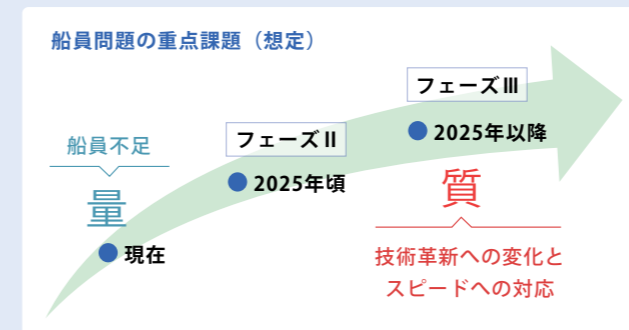 船員問題の重点課題（想定）
フェーズⅢ
2025年以降
フェーズⅡ
2025年頃
船員不足
量
現在
質
技術革新への変化と
スピードへの対応